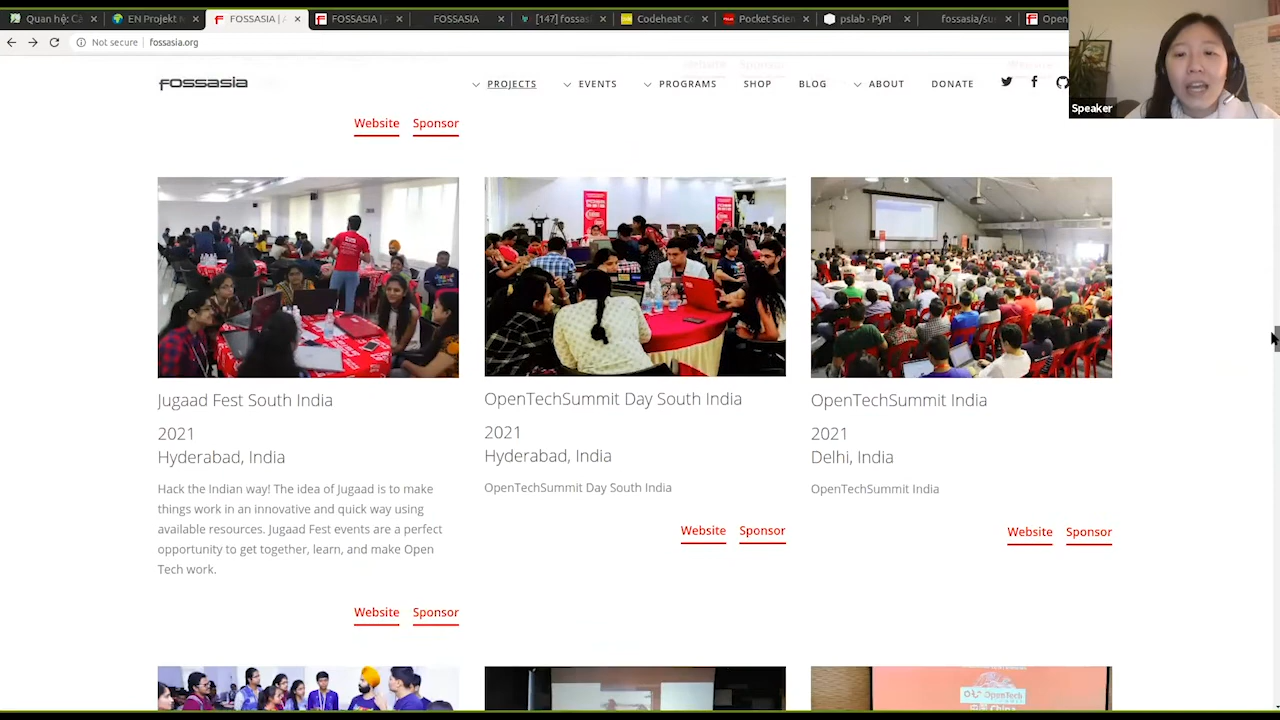 Quan hệ: Cá
EN Projekt M
FOSSASIA | A
FOSSASIA |
FOSSASIA
[147] fossas
Codeheat Co
Pocket Scien
pslab · PyPI
fossasia/su
Open
Not secure
fossasia.org
Speaker
FOSSASIA
PROJECTS
EVENTS
PROGRAMS
SHOP
BLOG
ABOUT
DONATE
Website Sponsor
Jugaad Fest South India
2021
Hyderabad, India
Hack the Indian way! The idea of Jugaad is to make
things work in an innovative and quick way using
available resources. Jugaad Fest events are a perfect
opportunity to get together, learn, and make Open
Tech work.
Website Sponsor
OpenTechSummit Day South India
2021
Hyderabad, India
OpenTechSummit Day South India
Website Sponsor
OpenTechSummit India
2021
Delhi, India
OpenTechSummit India
Website Sponsor
OpenTech